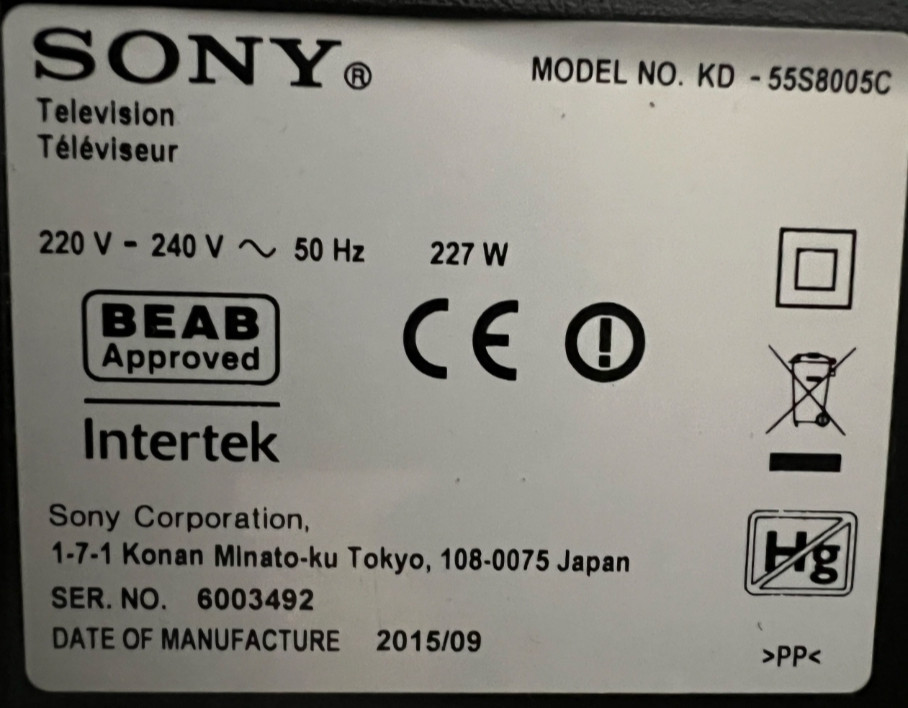 SONY®
MODEL NO. KD - 55S8005C
Television
Téléviseur
220 V - 240 V ~ 50 Hz 227 W
BEAB
Approved
CE
Intertek
Sony Corporation,
1-7-1 Konan Minato-ku Tokyo, 108-0075 Japan
Hg
SER. NO. 6003492
DATE OF MANUFACTURE 2015/09
>PP<